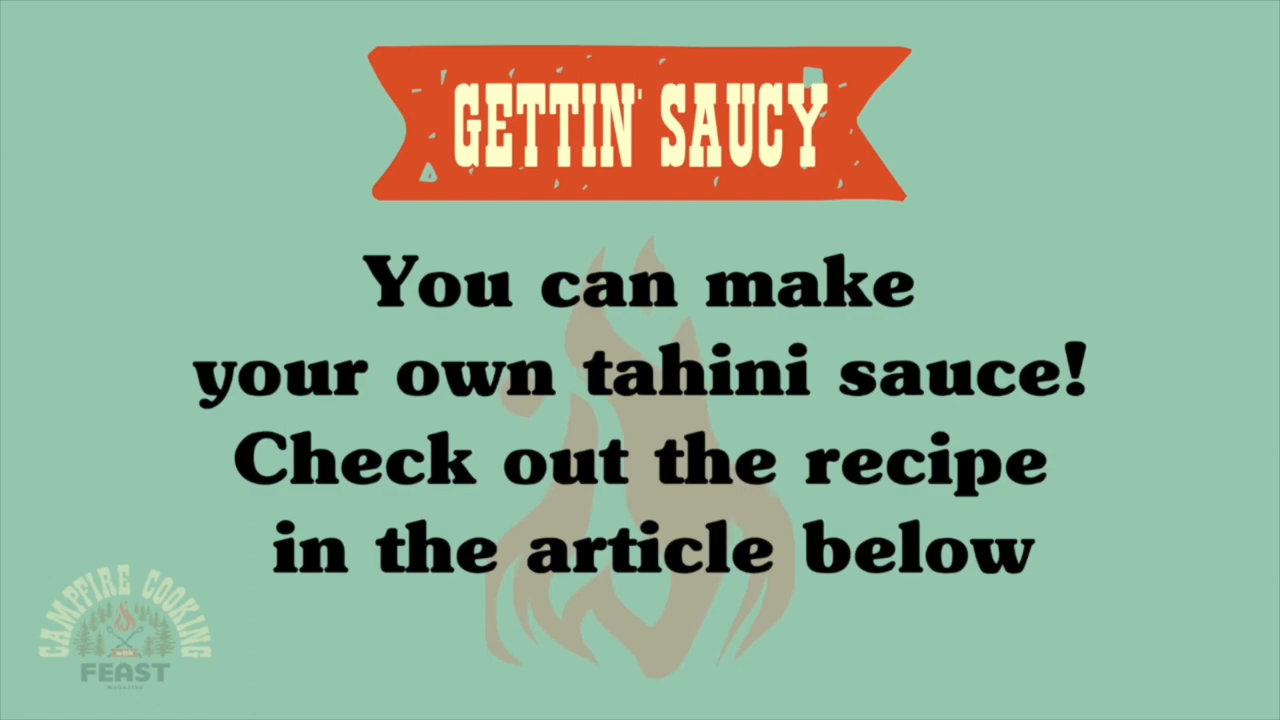 GETTIN' SAUCY
You can make
your own tahini sauce!
Check out the recipe
in the article below
CAMPFIRE COOKING
FEAST
MAGAZINE